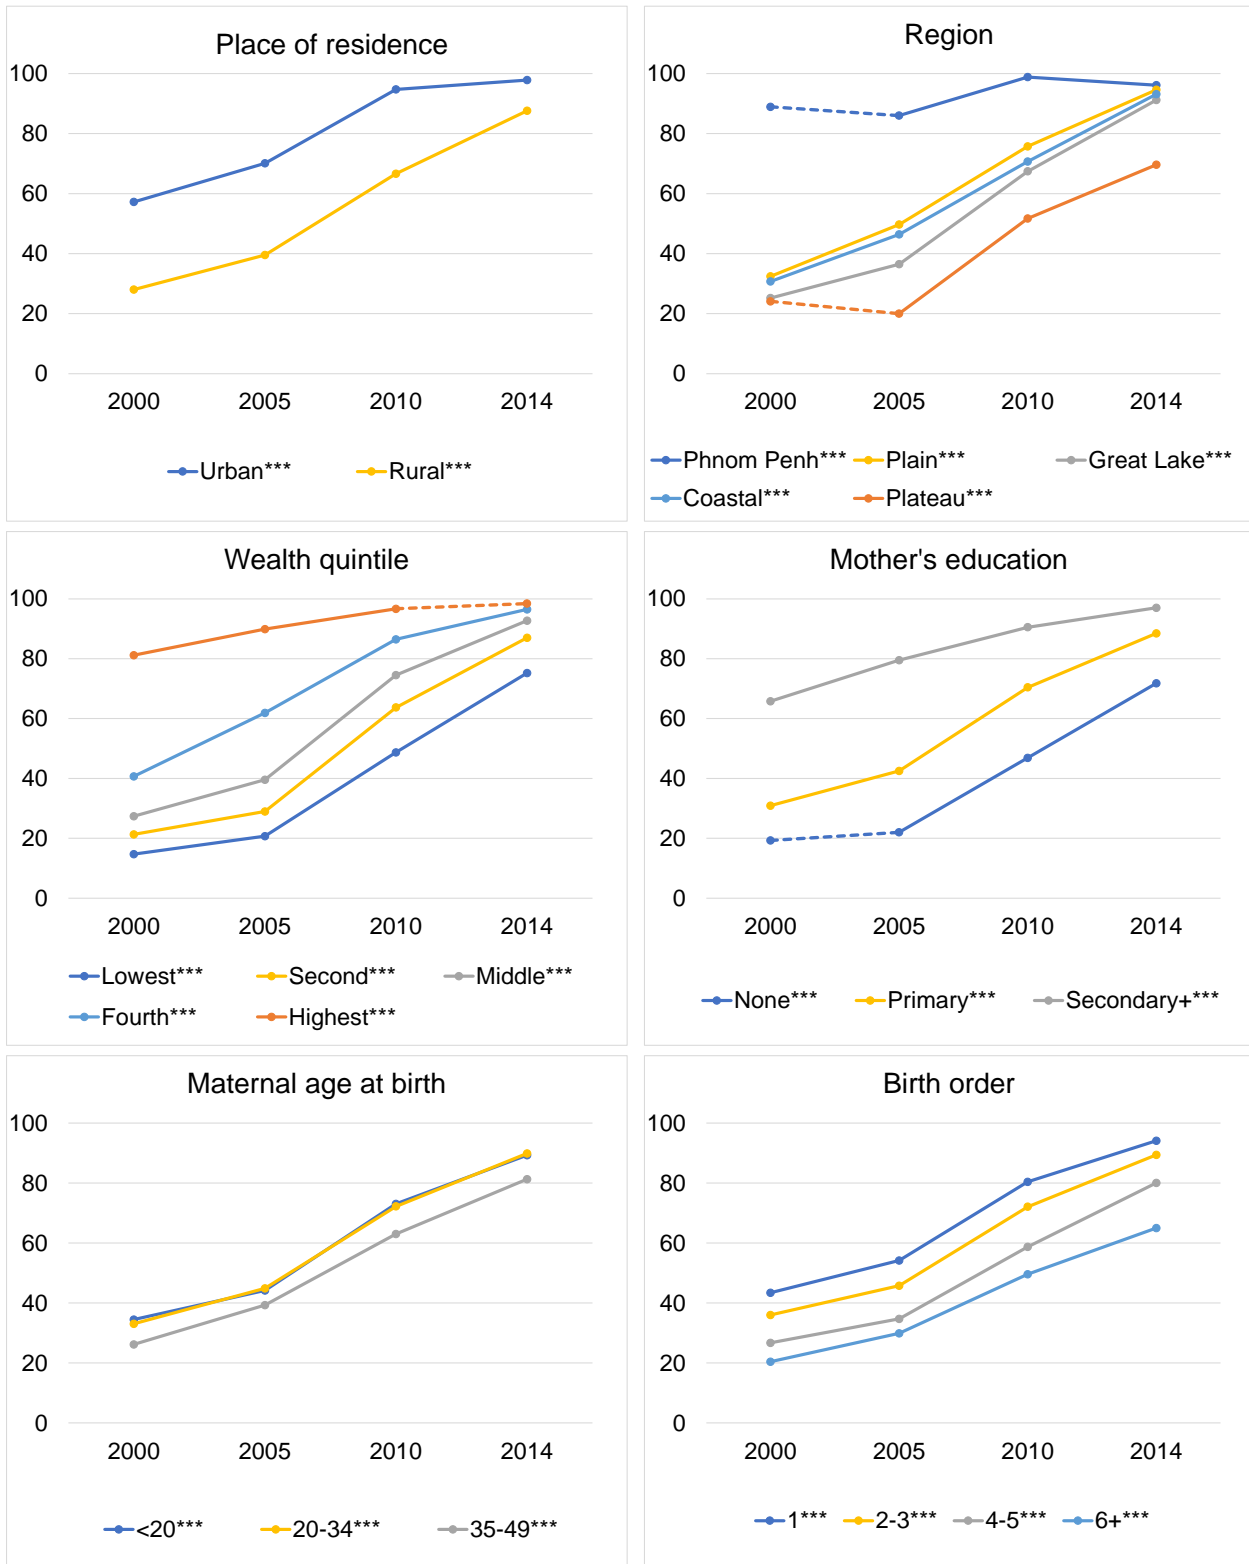 Place of residence
100
80
60
40
20
0
2000 2005 2010 2014
Urban*** Rural***
Region
100
80
60
40
20
0
2000 2005 2010 2014
Phnom Penh*** Plain*** Great Lake***
Coastal*** Plateau***
Wealth quintile
100
80
60
40
20
0
2000 2005 2010 2014
Lowest*** Second*** Middle***
Fourth*** Highest***
Mother's education
100
80
60
40
20
0
2000 2005 2010 2014
None*** Primary*** Secondary+***
Maternal age at birth
100
80
60
40
20
0
2000 2005 2010 2014
<20*** 20-34*** 35-49***
Birth order
100
80
60
40
20
0
2000 2005 2010 2014
1*** 2-3*** 4-5*** 6+***